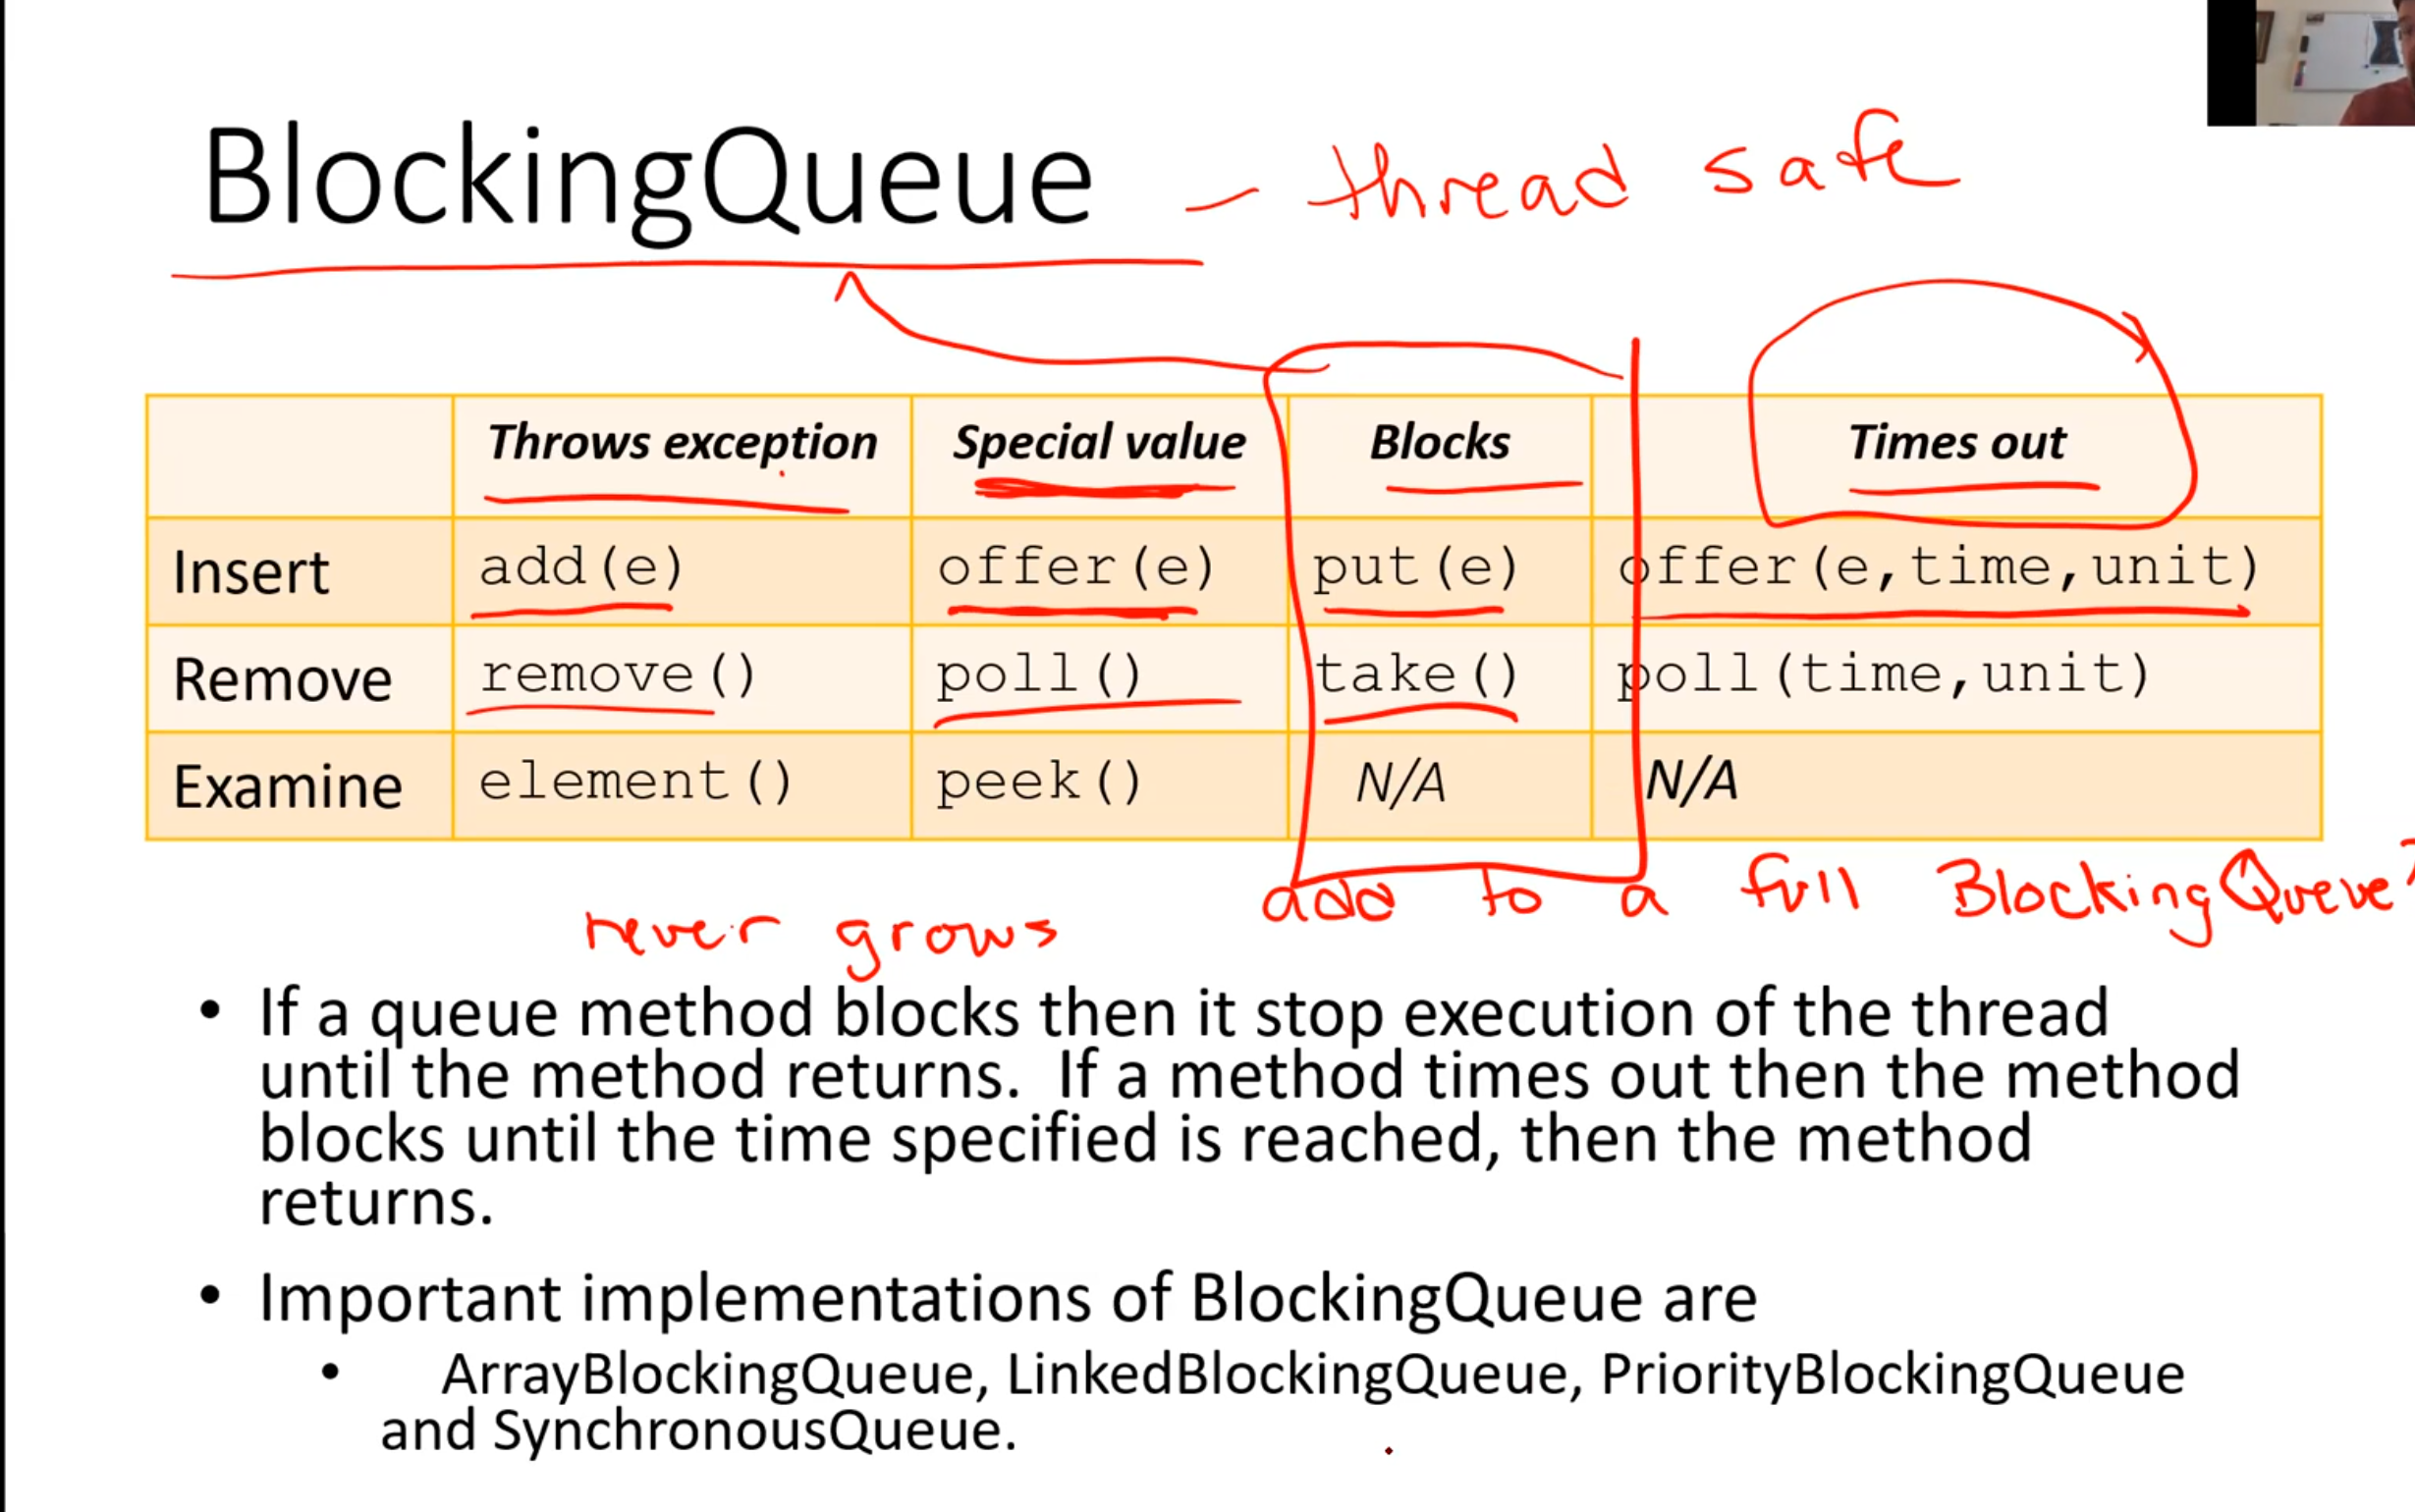 BlockingQueue - thread safe
Throws exception Special value Blocks Times out
Insert add(e) offer(e) put(e) offer(e,time,unit)
Remove remove() poll() take() poll(time,unit)
Examine element() peek() N/A N/A
never grows add to a full BlockingQueue?
• If a queue method blocks then it stop execution of the thread
until the method returns. If a method times out then the method
blocks until the time specified is reached, then the method
returns.
• Important implementations of BlockingQueue are
• ArrayBlockingQueue, LinkedBlockingQueue, PriorityBlockingQueue
and SynchronousQueue.